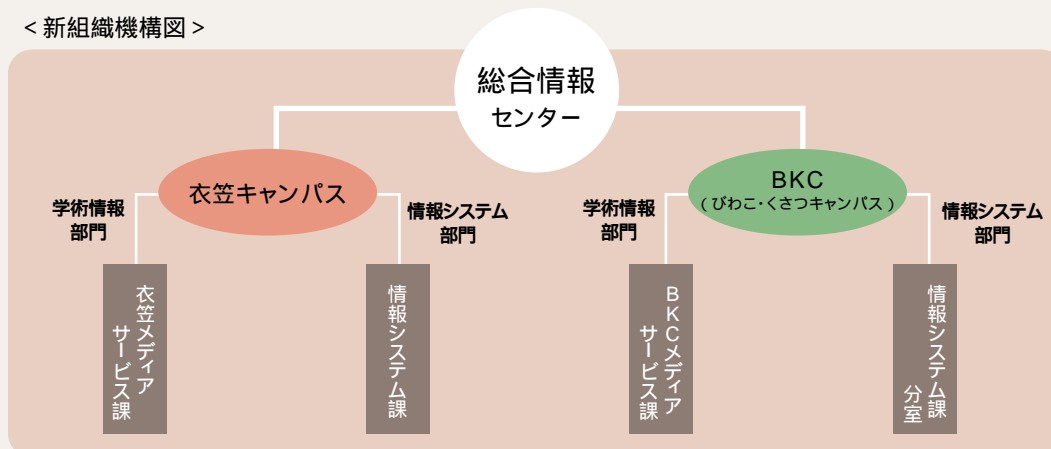 <新組織機構図>
総合情報
センター
衣笠キャンパス
学術情報
部門
情報システム
部門
衣笠メディア
サービス課
情報システム課
BKC
(びわこ・くさつキャンパス)
学術情報
部門
情報システム
部門
BKCメディア
サービス課
情報システム課
分室